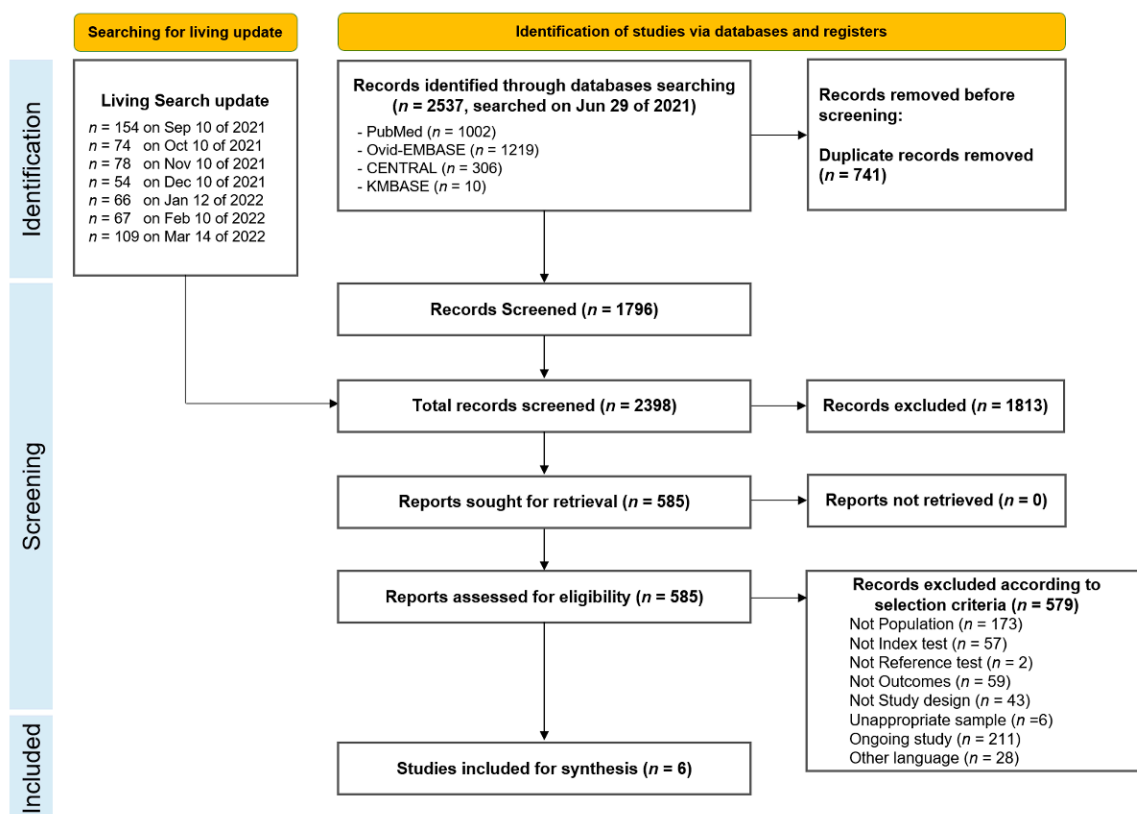 Searching for living update
Identification of studies via databases and registers
Identification
Living Search update
n = 154 on Sep 10 of 2021
n = 74 on Oct 10 of 2021
n = 78 on Nov 10 of 2021
n = 54 on Dec 10 of 2021
n = 66 on Jan 12 of 2022
n = 67 on Feb 10 of 2022
n = 109 on Mar 14 of 2022
Records identified through databases searching
(n = 2537, searched on Jun 29 of 2021)
- PubMed (n = 1002)
- Ovid-EMBASE (n = 1219)
- CENTRAL (n = 306)
- KMBASE (n = 10)
Records removed before
screening:
Duplicate records removed
(n = 741)
Screening
Records Screened (n = 1796)
Total records screened (n = 2398)
Records excluded (n = 1813)
Reports sought for retrieval (n = 585)
Reports not retrieved (n = 0)
Reports assessed for eligibility (n = 585)
Records excluded according to
selection criteria (n = 579)
Not Population (n = 173)
Not Index test (n = 57)
Not Reference test (n = 2)
Not Outcomes (n = 59)
Not Study design (n = 43)
Unappropriate sample (n =6)
Ongoing study (n = 211)
Other language (n = 28)
Included
Studies included for synthesis (n = 6)